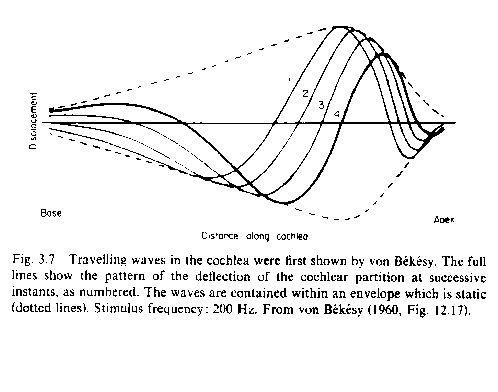 Displacement
1
2
3
4
Base
Apex
Distance along cochlea
Fig. 3.7 Travelling waves in the cochlea were first shown by von Békésy. The full
lines show the pattern of the deflection of the cochlear partition at successive
instants, as numbered. The waves are contained within an envelope which is static
(dotted lines). Stimulus frequency: 200 Hz. From von Békésy (1960, Fig. 12.17).